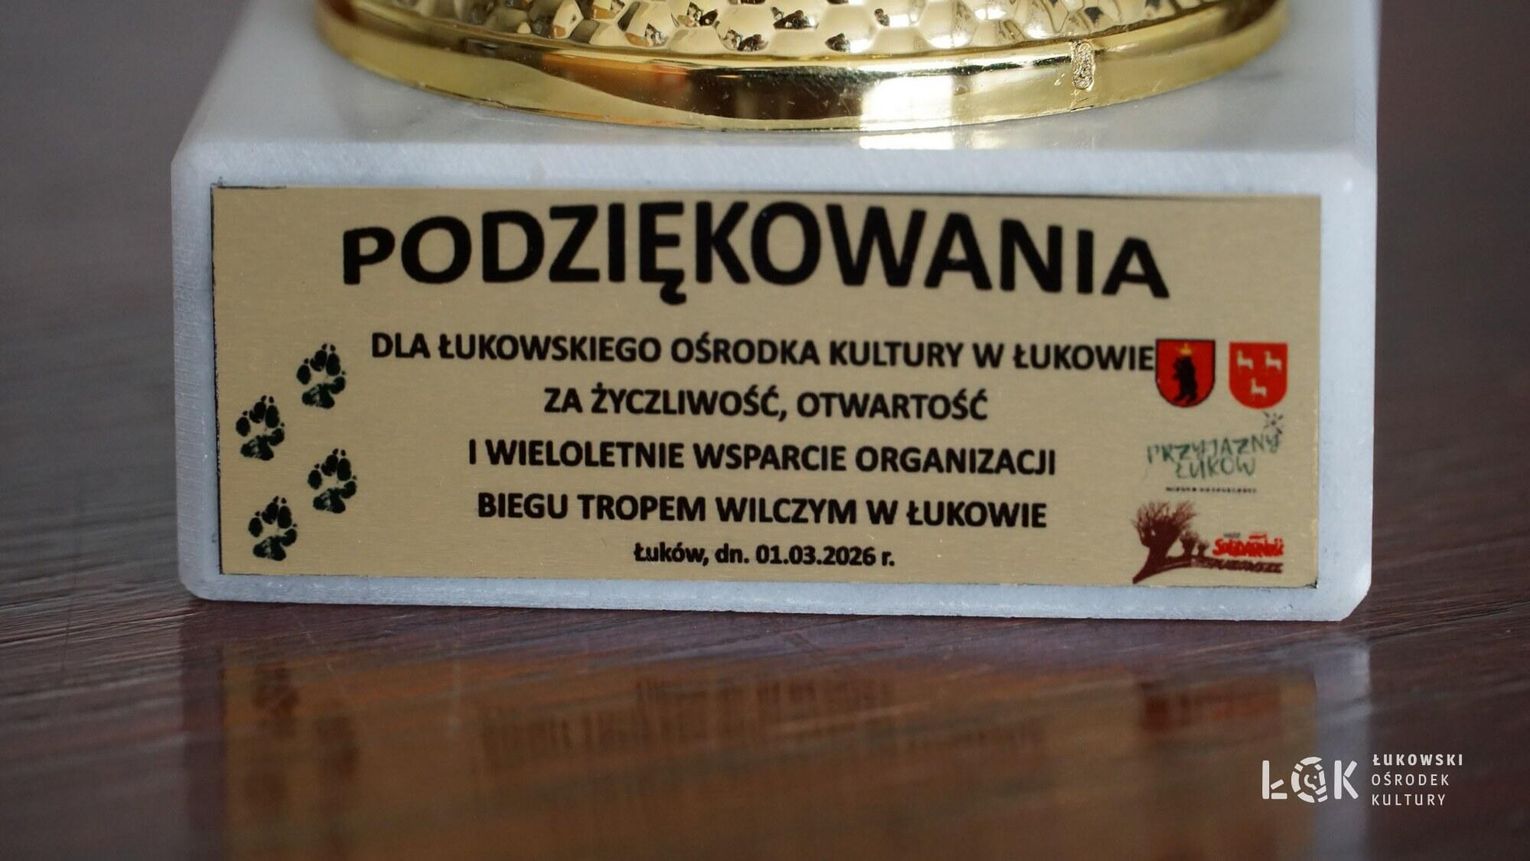 PODZIĘKOWANIA
DLA ŁUKOWSKIEGO OŚRODKA KULTURY W ŁUKOWIE
ZA ŻYCZLIWOŚĆ, OTWARTOŚĆ
I WIELOLETNIE WSPARCIE ORGANIZACJI
BIEGU TROPEM WILCZYM W ŁUKOWIE
Łuków, dn. 01.03.2026 r.
PRZYJAZNY
ŁUKÓW
SOLIDARNOŚĆ
ŁOK
ŁUKOWSKI
OŚRODEK
KULTURY